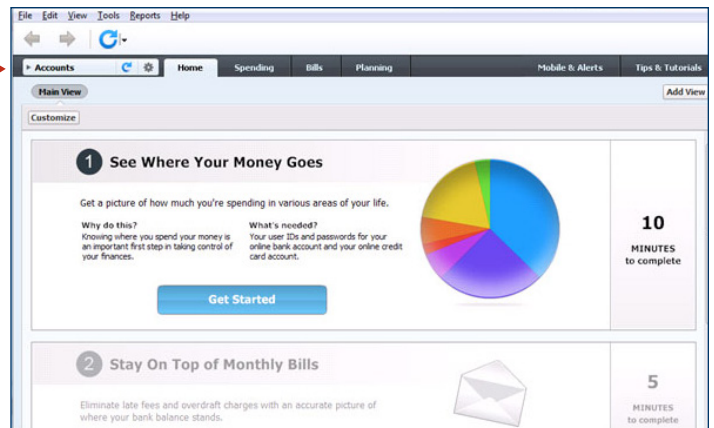 File Edit View Tools Reports Help
Accounts Home Spending Bills Planning Mobile & Alerts Tips & Tutorials
Main View Add View
Customize
1 See Where Your Money Goes
Get a picture of how much you're spending in various areas of your life.
Why do this?
Knowing where you spend your money is
an important first step in taking control of
your finances.
What's needed?
Your user IDs and passwords for your
online bank account and your online credit
card account.
Get Started
10
MINUTES
to complete
2 Stay On Top of Monthly Bills
Eliminate late fees and overdraft charges with an accurate picture of
where your bank balance stands.
5
MINUTES
to complete